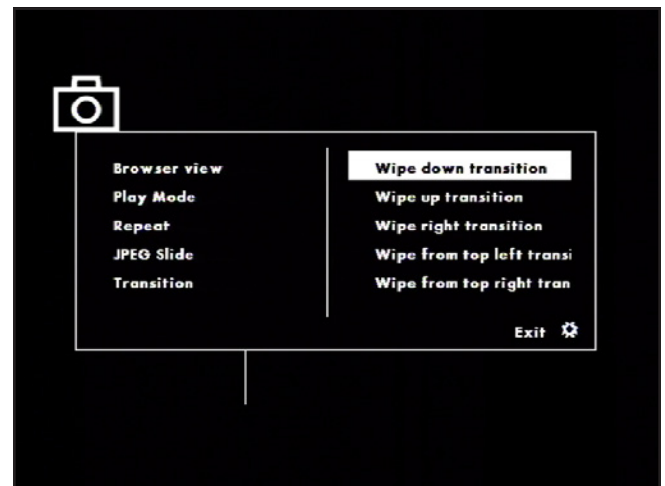 Browser view
Play Mode
Repeat
JPEG Slide
Transition
Wipe down transition
Wipe up transition
Wipe right transition
Wipe from top left transi
Wipe from top right tran
Exit